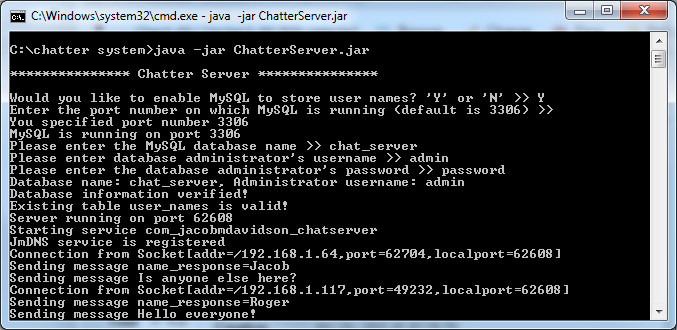 C:\Windows\system32\cmd.exe - java -jar ChatterServer.jar
C:\chatter system>java -jar ChatterServer.jar
*************** Chatter Server ***************
Would you like to enable MySQL to store user names? 'Y' or 'N' >> Y
Enter the port number on which MySQL is running (default is 3306) >>
You specified port number 3306
MySQL is running on port 3306
Please enter the MySQL database name >> chat_server
Please enter database administrator's username >> admin
Please enter the database administrator's password >> password
Database name: chat_server, Administrator username: admin
Database information verified!
Existing table user_names is valid!
Server running on port 62608
Starting service com_jacobmdavidson_chatserver
JmDNS service is registered
Connection from Socket[addr=/192.168.1.64,port=62704,localport=62608]
Sending message name_response=Jacob
Sending message Is anyone else here?
Connection from Socket[addr=/192.168.1.117,port=49232,localport=62608]
Sending message name_response=Roger
Sending message Hello everyone!